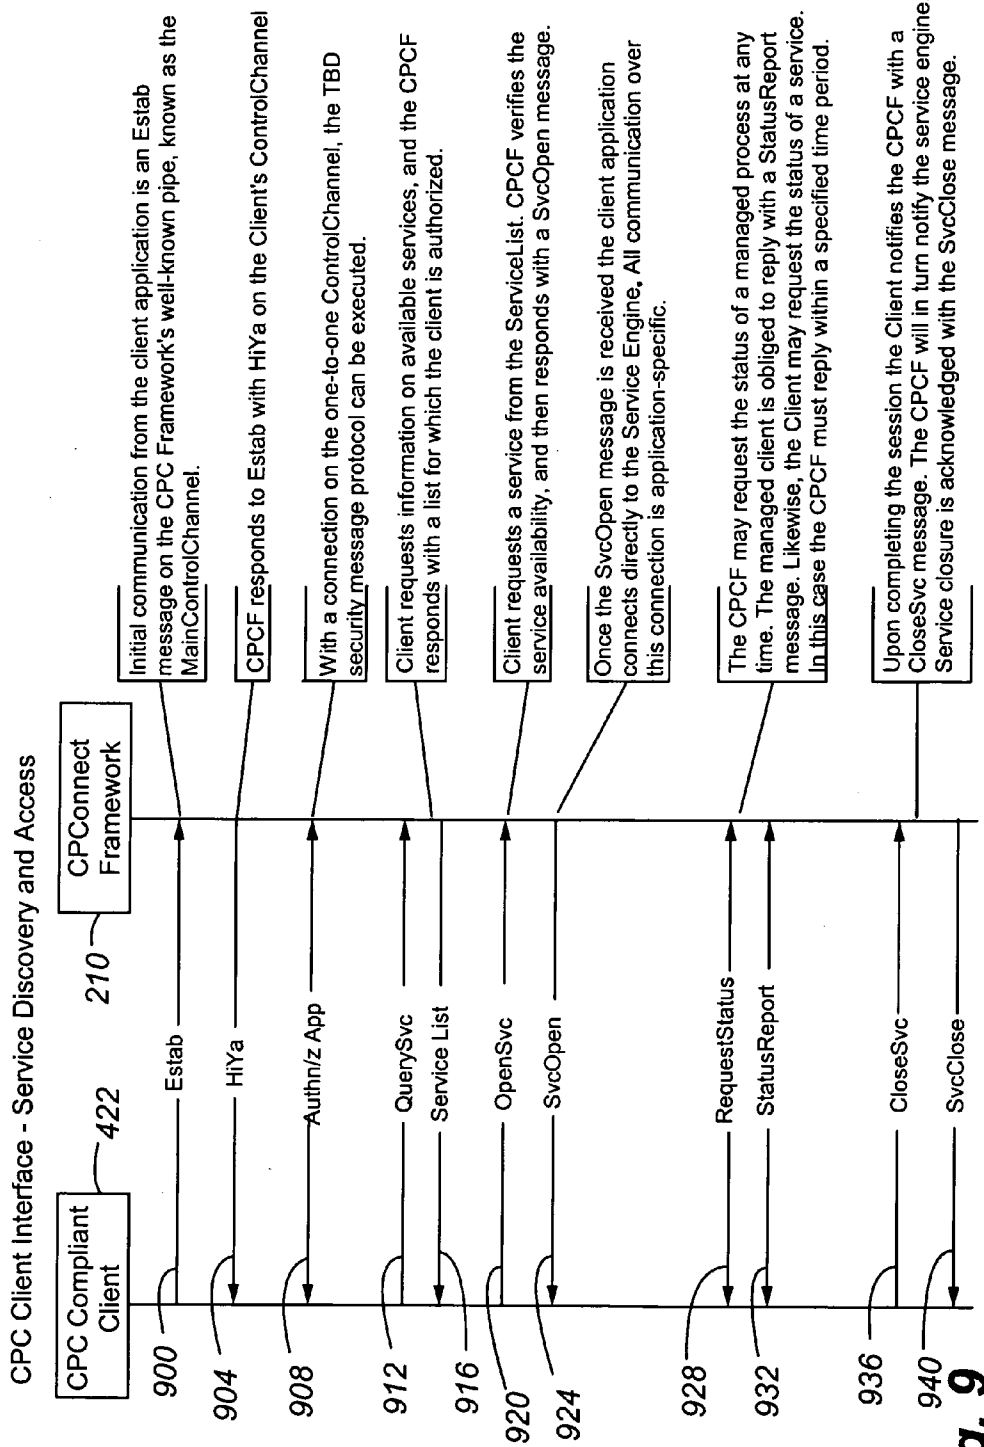 CPC Client Interface - Service Discovery and Access
CPC Compliant
Client
422
210
CPConnect
Framework
900
Estab
Initial communication from the client application is an Estab
message on the CPC Framework's well-known pipe, known as the
MainControlChannel.
904
HiYa
CPCF responds to Estab with HiYa on the Client's ControlChannel
908
Authn/z App
With a connection on the one-to-one ControlChannel, the TBD
security message protocol can be executed.
912
QuerySvc
916
Service List
Client requests information on available services, and the CPCF
responds with a list for which the client is authorized.
920
OpenSvc
Client requests a service from the ServiceList. CPCF verifies the
service availability, and then responds with a SvcOpen message.
924
SvcOpen
Once the SvcOpen message is received the client application
connects directly to the Service Engine. All communication over
this connection is application-specific.
928
RequestStatus
932
StatusReport
The CPCF may request the status of a managed process at any
time. The managed client is obliged to reply with a StatusReport
message. Likewise, the Client may request the status of a service.
In this case the CPCF must reply within a specified time period.
936
CloseSvc
940
SvcClose
Upon completing the session the Client notifies the CPCF with a
CloseSvc message. The CPCF will in turn notify the service engine
Service closure is acknowledged with the SvcClose message.
9